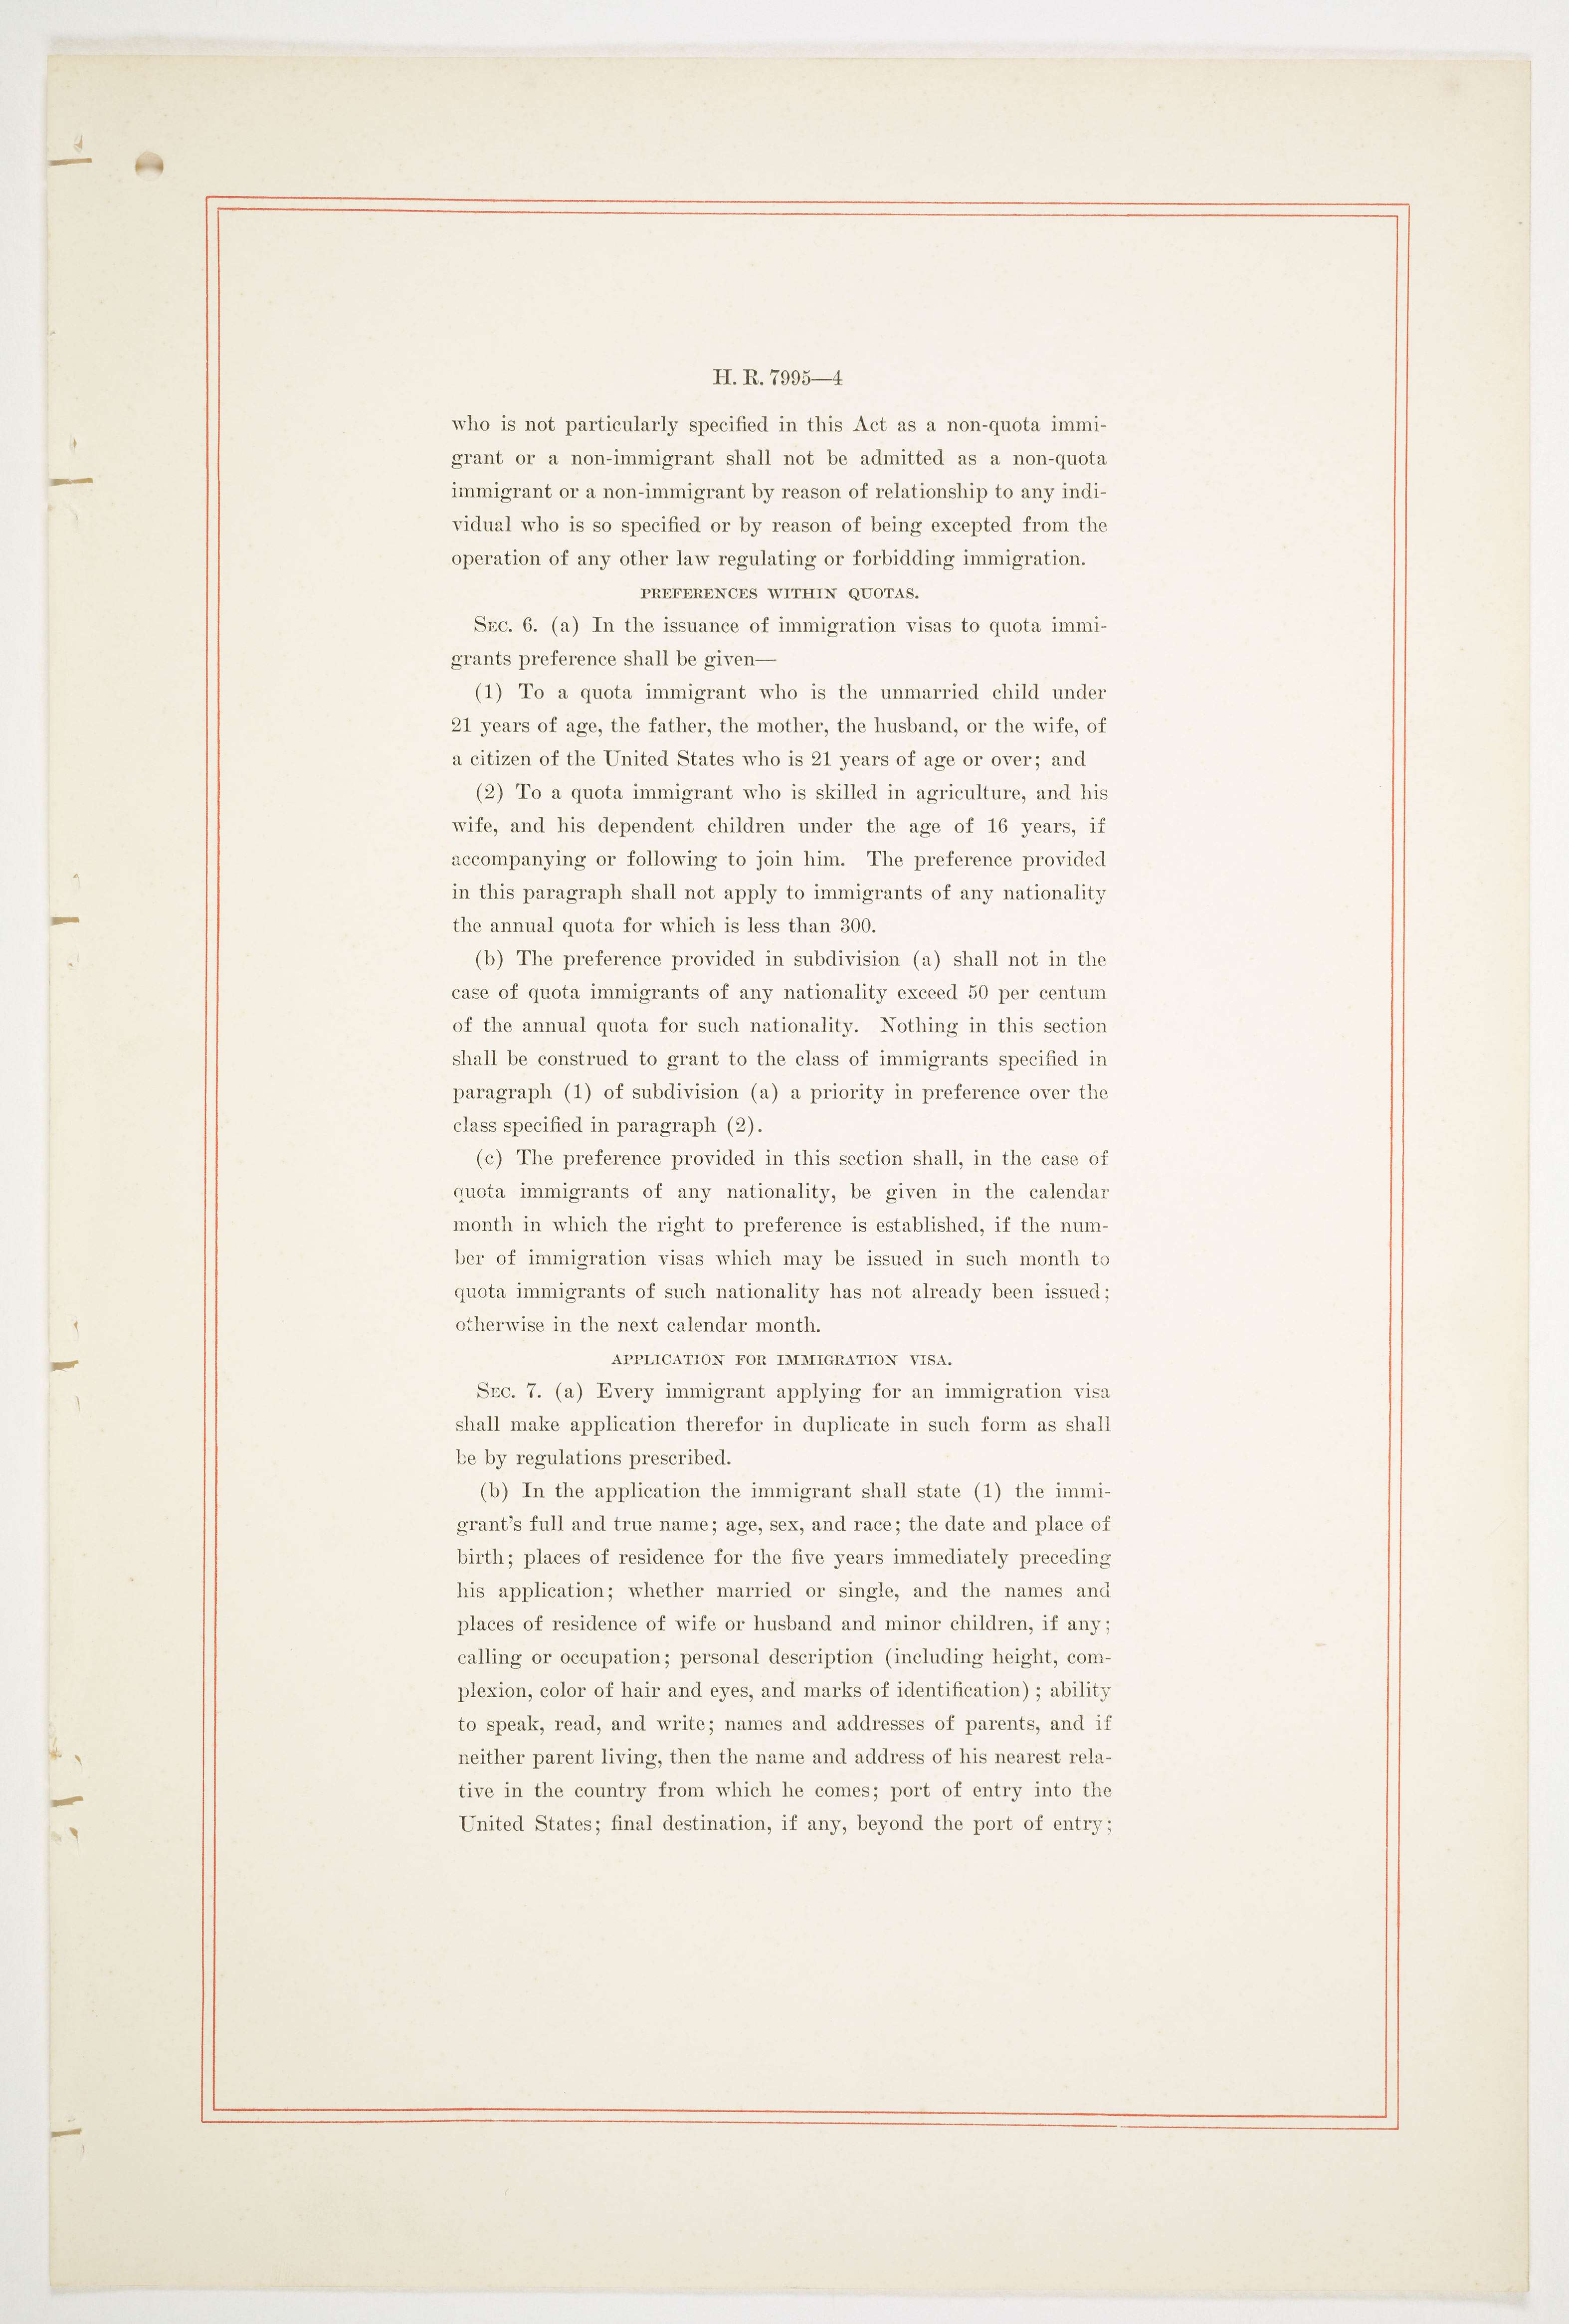 H. R. 7995—4
who is not particularly specified in this Act as a non-quota immi-
grant or a non-immigrant shall not be admitted as a non-quota
immigrant or a non-immigrant by reason of relationship to any indi-
vidual who is so specified or by reason of being excepted from the
operation of any other law regulating or forbidding immigration.
PREFERENCES WITHIN QUOTAS.
SEC. 6. (a) In the issuance of immigration visas to quota immi-
grants preference shall be given—
(1) To a quota immigrant who is the unmarried child under
21 years of age, the father, the mother, the husband, or the wife, of
a citizen of the United States who is 21 years of age or over; and
(2) To a quota immigrant who is skilled in agriculture, and his
wife, and his dependent children under the age of 16 years, if
accompanying or following to join him. The preference provided
in this paragraph shall not apply to immigrants of any nationality
the annual quota for which is less than 300.
(b) The preference provided in subdivision (a) shall not in the
case of quota immigrants of any nationality exceed 50 per centum
of the annual quota for such nationality. Nothing in this section
shall be construed to grant to the class of immigrants specified in
paragraph (1) of subdivision (a) a priority in preference over the
class specified in paragraph (2).
(c) The preference provided in this section shall, in the case of
quota immigrants of any nationality, be given in the calendar
month in which the right to preference is established, if the num-
ber of immigration visas which may be issued in such month to
quota immigrants of such nationality has not already been issued;
otherwise in the next calendar month.
APPLICATION FOR IMMIGRATION VISA.
SEC. 7. (a) Every immigrant applying for an immigration visa
shall make application therefor in duplicate in such form as shall
be by regulations prescribed.
(b) In the application the immigrant shall state (1) the immi-
grant's full and true name; age, sex, and race; the date and place of
birth; places of residence for the five years immediately preceding
his application; whether married or single, and the names and
places of residence of wife or husband and minor children, if any;
calling or occupation; personal description (including height, com-
plexion, color of hair and eyes, and marks of identification); ability
to speak, read, and write; names and addresses of parents, and if
neither parent living, then the name and address of his nearest rela-
tive in the country from which he comes; port of entry into the
United States; final destination, if any, beyond the port of entry;